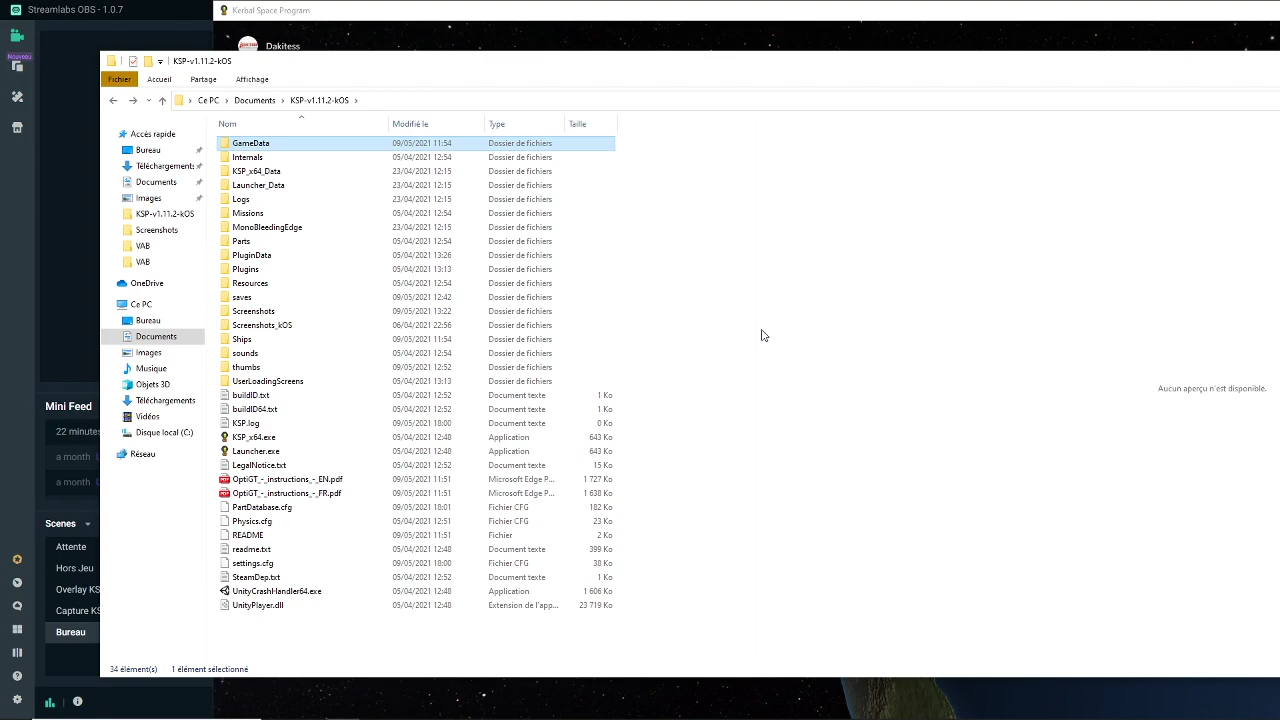 Streamlabs OBS - 1.0.7
Kerbal Space Program
Nouveau
Dakitess
KSP-v1.11.2-kOS
Fichier Accueil Partage Affichage
Ce PC Documents KSP-v1.11.2-kOS
Nom Modifié le Type Taille
Accès rapide
Bureau
Téléchargements
Documents
Images
KSP-v1.11.2-kOS
Screenshots
VAB
VAB
OneDrive
Ce PC
Bureau
Documents
Images
Musique
Objets 3D
Téléchargements
Vidéos
Disque local (C:)
Réseau
GameData 09/05/2021 11:54 Dossier de fichiers
Internals 05/04/2021 12:54 Dossier de fichiers
KSP_x64_Data 23/04/2021 12:15 Dossier de fichiers
Launcher_Data 23/04/2021 12:15 Dossier de fichiers
Logs 23/04/2021 12:15 Dossier de fichiers
Missions 05/04/2021 12:54 Dossier de fichiers
MonoBleedingEdge 23/04/2021 12:15 Dossier de fichiers
Parts 05/04/2021 12:54 Dossier de fichiers
PluginData 05/04/2021 13:26 Dossier de fichiers
Plugins 05/04/2021 13:13 Dossier de fichiers
Resources 05/04/2021 12:54 Dossier de fichiers
saves 09/05/2021 12:42 Dossier de fichiers
Screenshots 09/05/2021 13:22 Dossier de fichiers
Screenshots_kOS 06/04/2021 22:56 Dossier de fichiers
Ships 09/05/2021 11:54 Dossier de fichiers
sounds 05/04/2021 12:54 Dossier de fichiers
thumbs 09/05/2021 12:52 Dossier de fichiers
UserLoadingScreens 05/04/2021 13:13 Dossier de fichiers
buildID.txt 05/04/2021 12:52 Document texte 1 Ko
buildID64.txt 05/04/2021 12:52 Document texte 1 Ko
KSP.log 09/05/2021 18:00 Document texte 0 Ko
KSP_x64.exe 05/04/2021 12:48 Application 643 Ko
Launcher.exe 05/04/2021 12:48 Application 643 Ko
LegalNotice.txt 05/04/2021 12:52 Document texte 15 Ko
OptiGT_-_instructions_-_EN.pdf 09/05/2021 11:51 Microsoft Edge P... 1 727 Ko
OptiGT_-_instructions_-_FR.pdf 09/05/2021 11:51 Microsoft Edge P... 1 638 Ko
PartDatabase.cfg 09/05/2021 18:01 Fichier CFG 182 Ko
Physics.cfg 05/04/2021 12:51 Fichier CFG 23 Ko
README 09/05/2021 11:51 Fichier 2 Ko
readme.txt 05/04/2021 12:48 Document texte 399 Ko
settings.cfg 09/05/2021 18:00 Fichier CFG 38 Ko
SteamDep.txt 05/04/2021 12:52 Document texte 1 Ko
UnityCrashHandler64.exe 05/04/2021 12:48 Application 1 606 Ko
UnityPlayer.dll 05/04/2021 12:48 Extension de l'app... 23 719 Ko
Aucun aperçu n'est disponible.
34 élément(s) 1 élément sélectionné
Mini Feed
22 minutes
a month
a month
Scenes
Attente
Hors Jeu
Overlay KS
Capture KS
Bureau